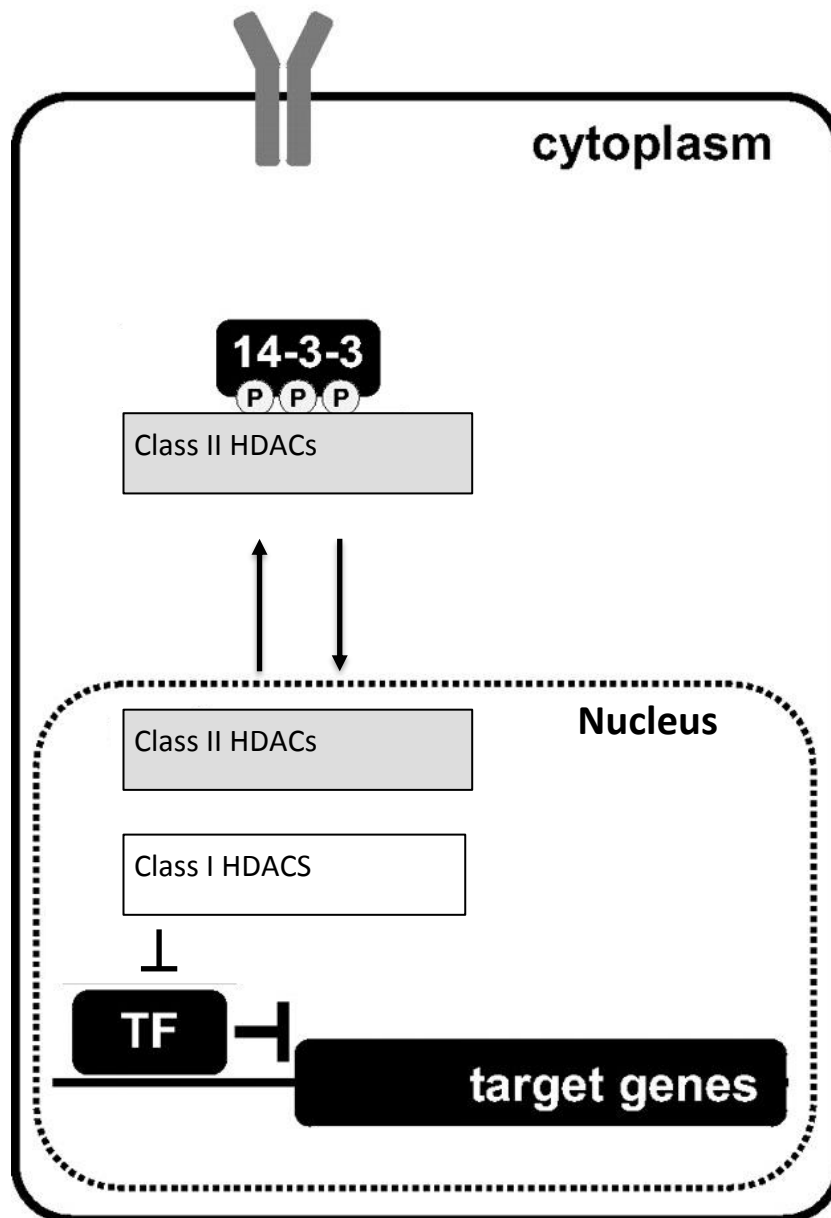 cytoplasm
14-3-3
P P P
Class II HDACs
Nucleus
Class II HDACs
Class I HDACS
TF
target genes